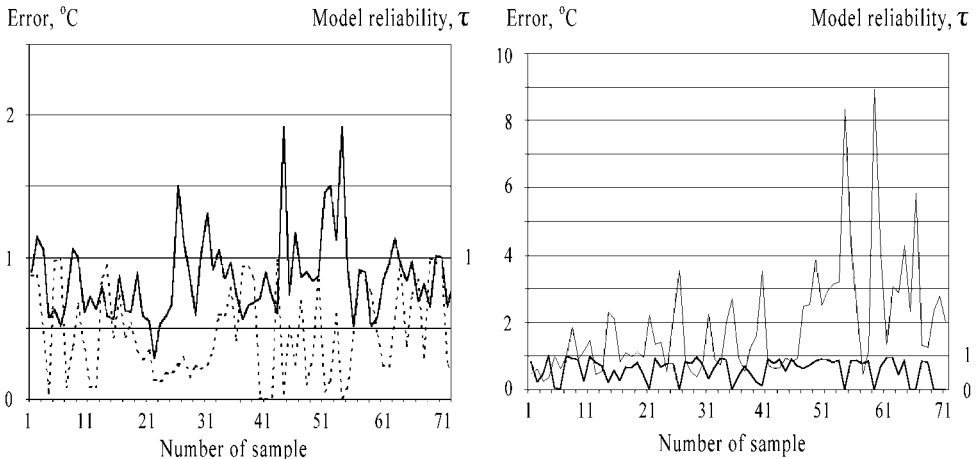 Error, °C Model reliability, τ
2
1
0
1
1 11 21 31 41 51 61 71
Number of sample
Error, °C Model reliability, τ
10
8
6
4
2
0
1
0
1 11 21 31 41 51 61 71
Number of sample